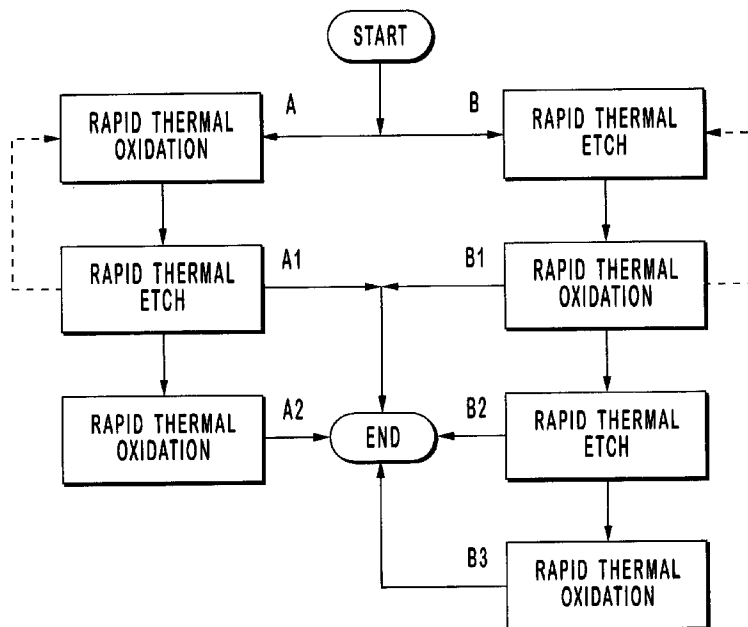 START
A
B
RAPID THERMAL
OXIDATION
RAPID THERMAL
ETCH
A1
B1
RAPID THERMAL
ETCH
RAPID THERMAL
OXIDATION
A2
B2
RAPID THERMAL
OXIDATION
END
RAPID THERMAL
ETCH
B3
RAPID THERMAL
OXIDATION